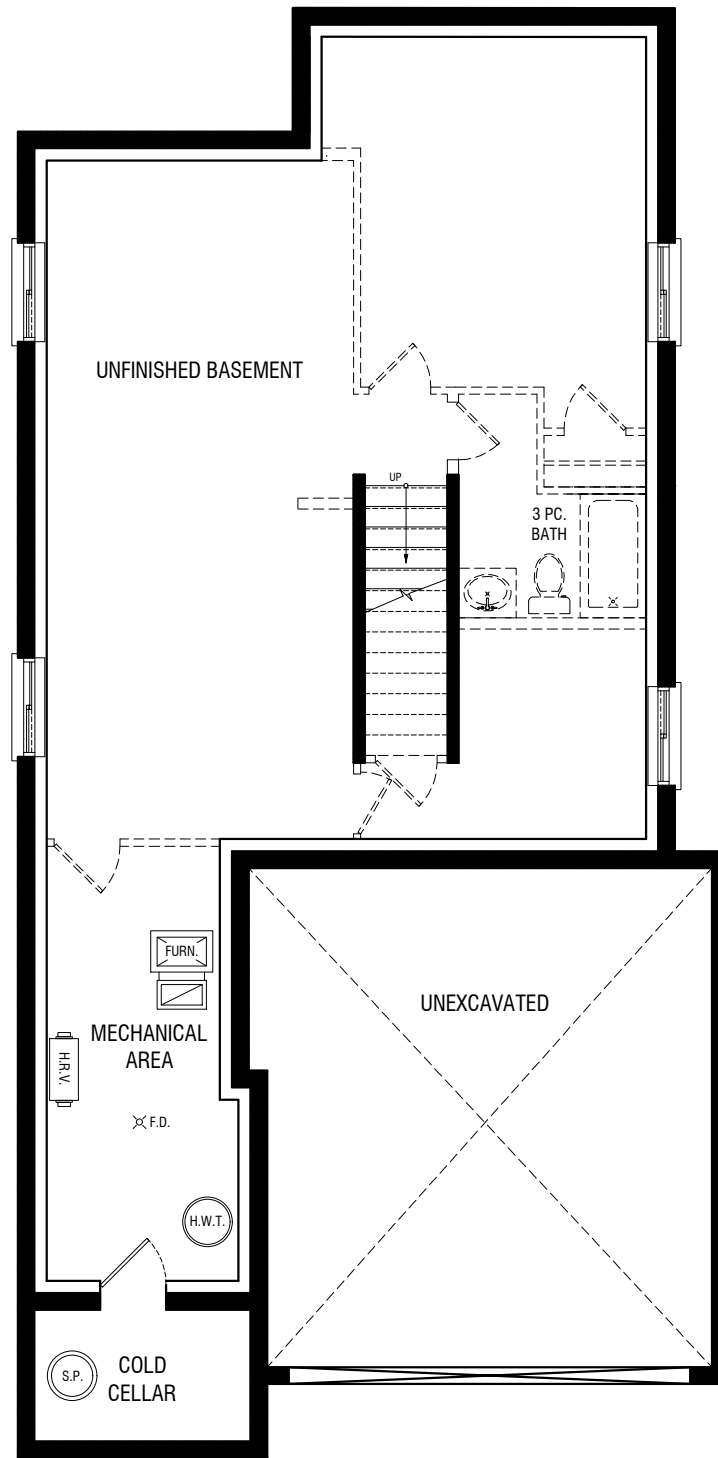 UNFINISHED BASEMENT
UP
3 PC.
BATH
FURN.
UNEXCAVATED
MECHANICAL
AREA
H.R.V.
F.D.
H.W.T.
S.P.
COLD
CELLAR